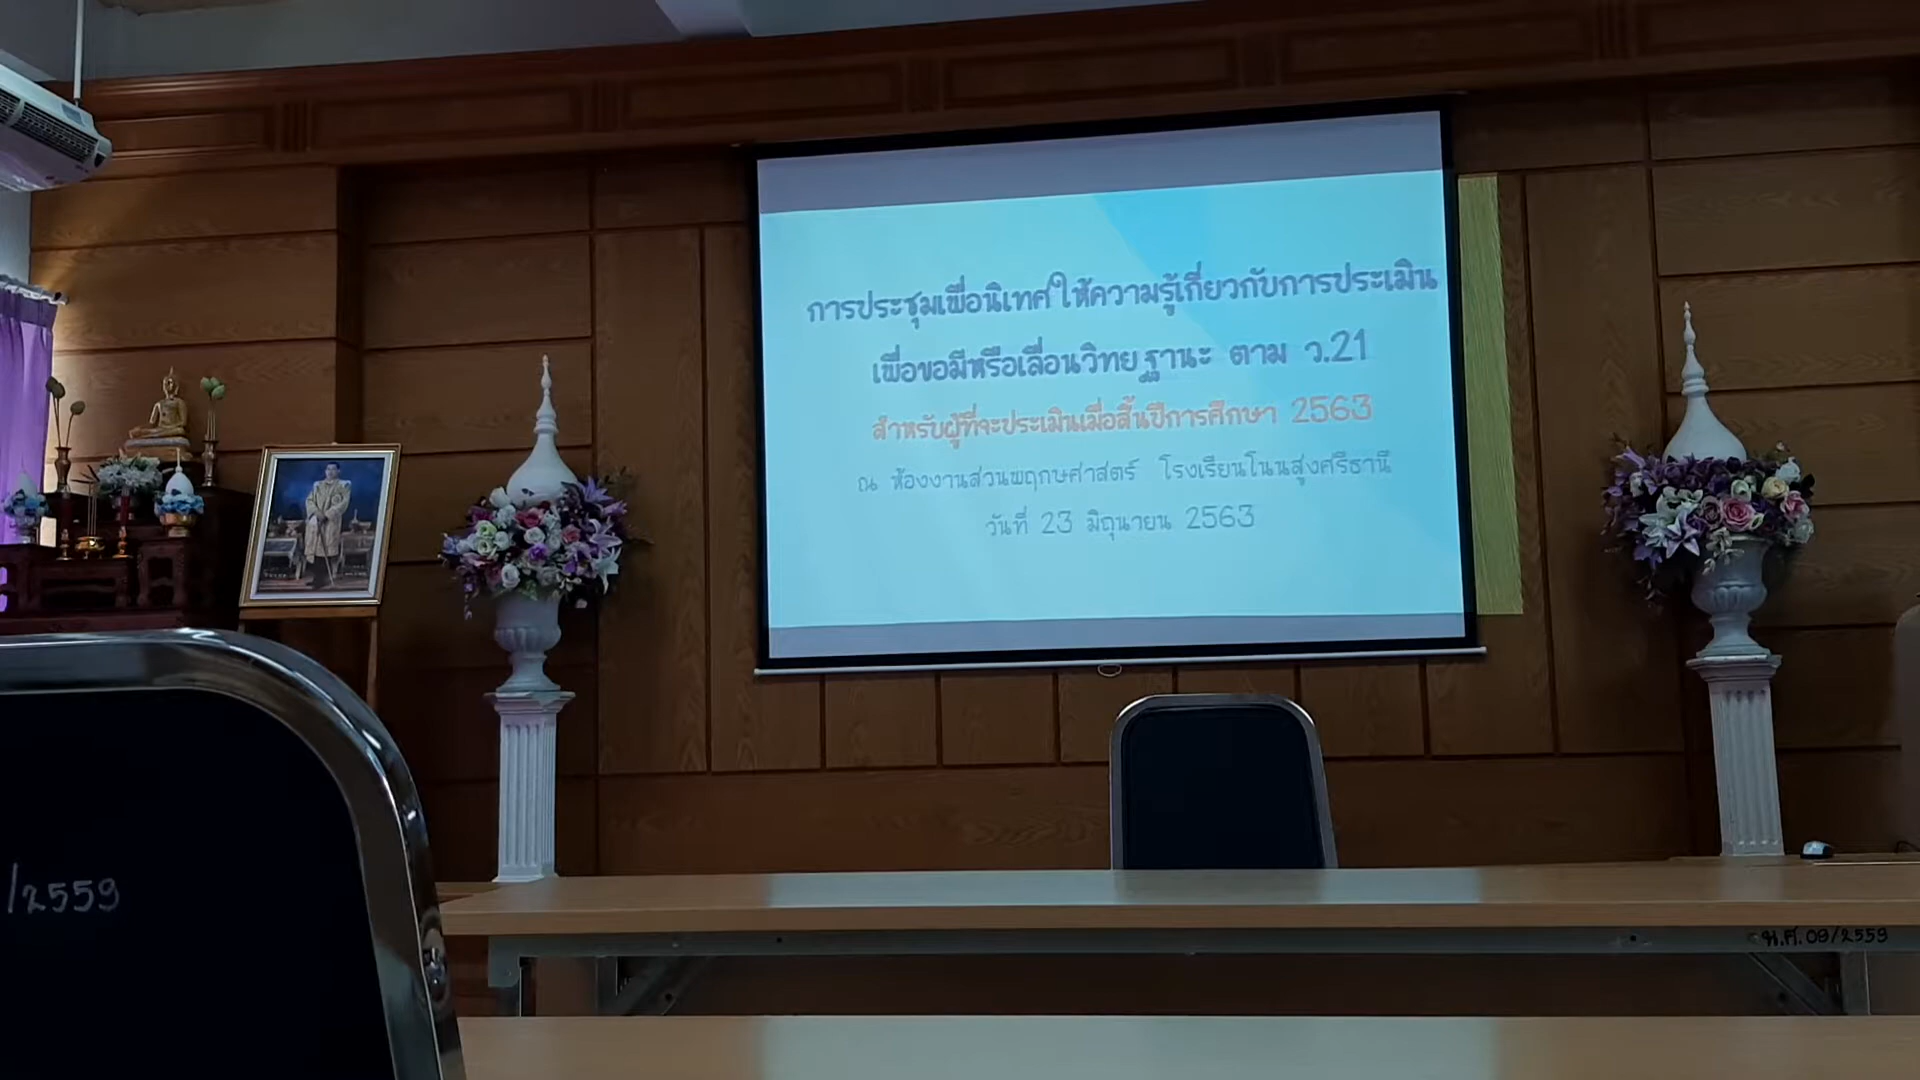 การประชุมเพื่อนิเทศให้ความรู้เกี่ยวกับการประเมิน
เพื่อขอมีหรือเลื่อนวิทยฐานะ ตาม ว.21
สำหรับผู้ที่จะประเมินเมื่อสิ้นปีการศึกษา 2563
ณ ห้องงานสวนพฤกษศาสตร์ โรงเรียนโนนสูงศรีธานี
วันที่ 23 มิถุนายน 2563
/2559
พ.ศ. 09/2559